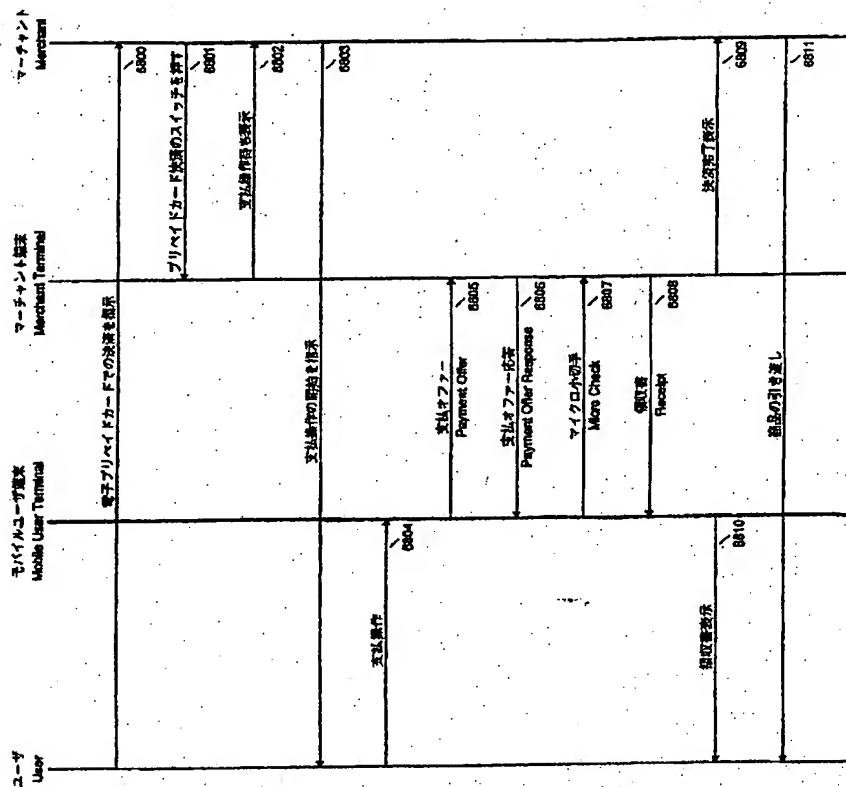 ユーザ
User
モバイルユーザ端末
Mobile User Terminal
マーチャント端末
Merchant Terminal
マーチャント
Merchant
電子プリペイドカードでの決済を指示
6800
プリペイドカード決済のスイッチを押す
6801
支払操作待ち表示
6802
支払操作の開始を指示
6803
支払操作
6804
支払オファー
Payment Offer
6805
支払オファー応答
Payment Offer Response
6806
マイクロ小切手
Micro Check
6807
領収書
Receipt
6808
決済完了表示
6809
領収書表示
6810
商品の引き渡し
6811